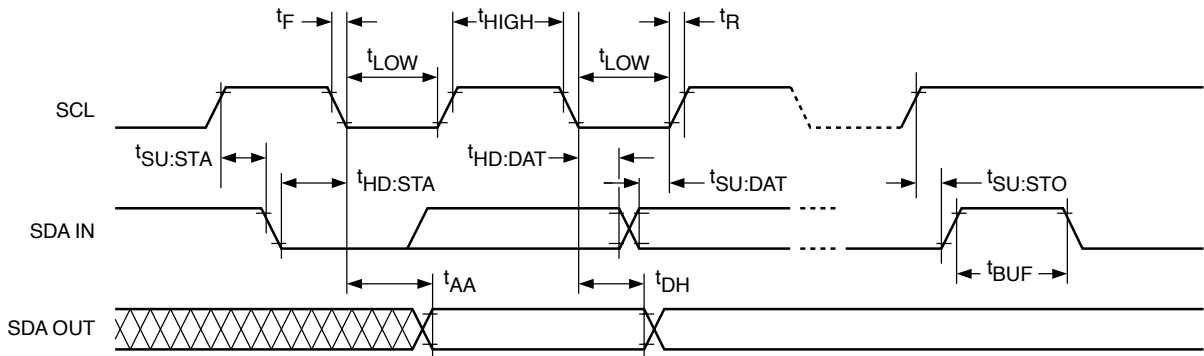 tF
tHIGH
tR
tLOW
tLOW
SCL
tSU:STA
tHD:STA
tHD:DAT
tSU:DAT
tSU:STO
SDA IN
tBUF
tAA
tDH
SDA OUT